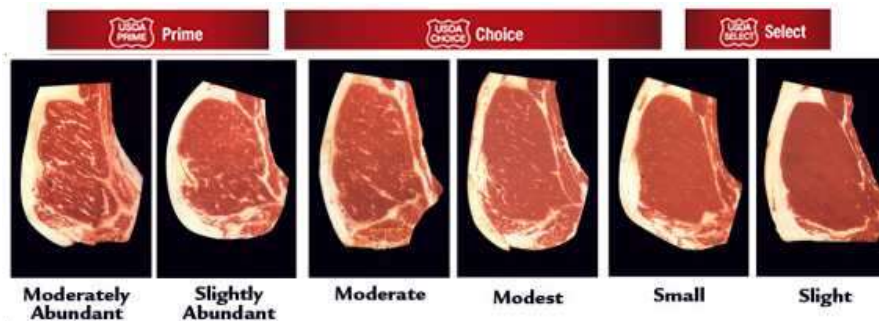 USDA PRIME Prime
USDA CHOICE Choice
USDA SELECT Select
Moderately Abundant
Slightly Abundant
Moderate
Modest
Small
Slight